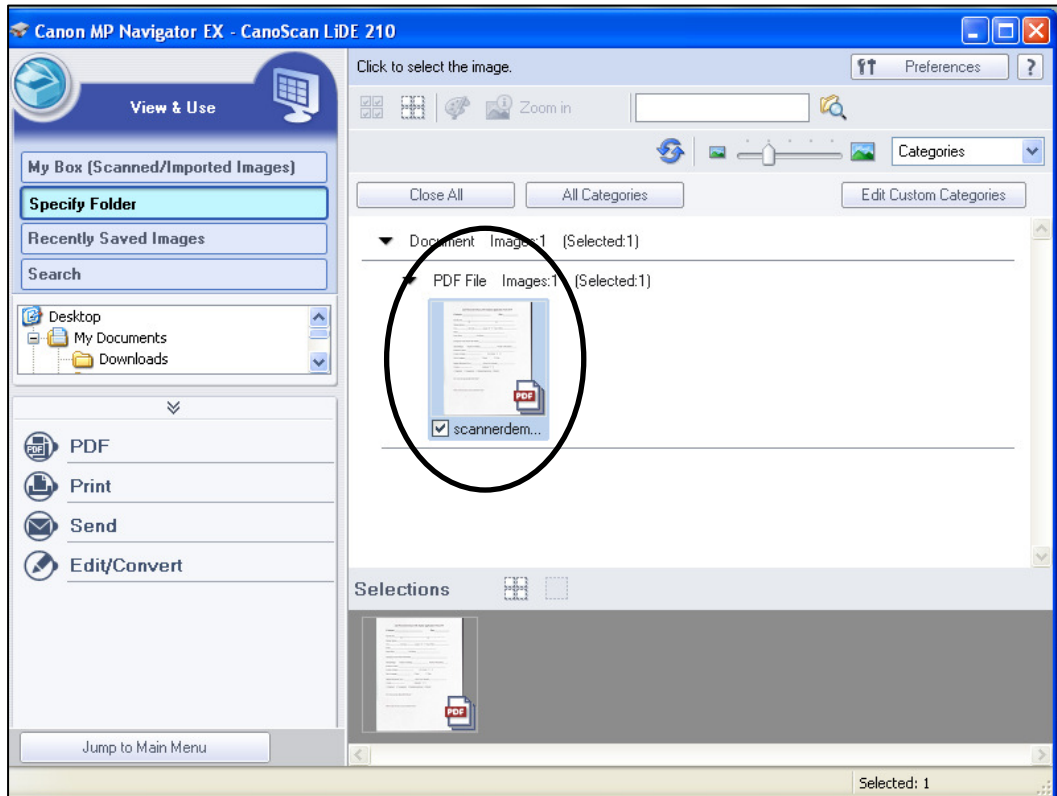 Canon MP Navigator EX - CanoScan LiDE 210
View & Use
My Box (Scanned/Imported Images)
Specify Folder
Recently Saved Images
Search
Desktop
My Documents
Downloads
PDF
PDF
Print
Send
Edit/Convert
Jump to Main Menu
Click to select the image.
Preferences
?
Zoom in
Categories
Close All
All Categories
Edit Custom Categories
Document Images:1 (Selected:1)
PDF File Images:1 (Selected:1)
PDF
scannerdem...
Selections
PDF
Selected: 1